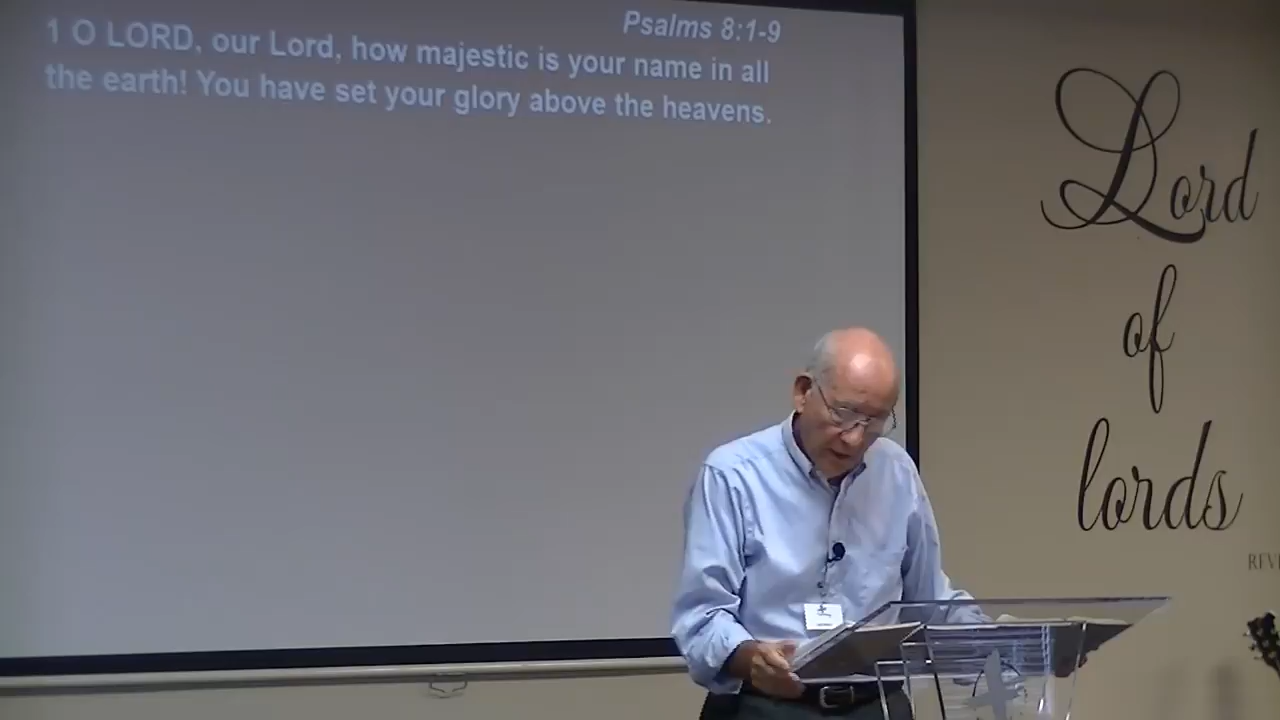 Psalms 8:1-9
1 O LORD, our Lord, how majestic is your name in all
the earth! You have set your glory above the heavens.
Lord
of
lords